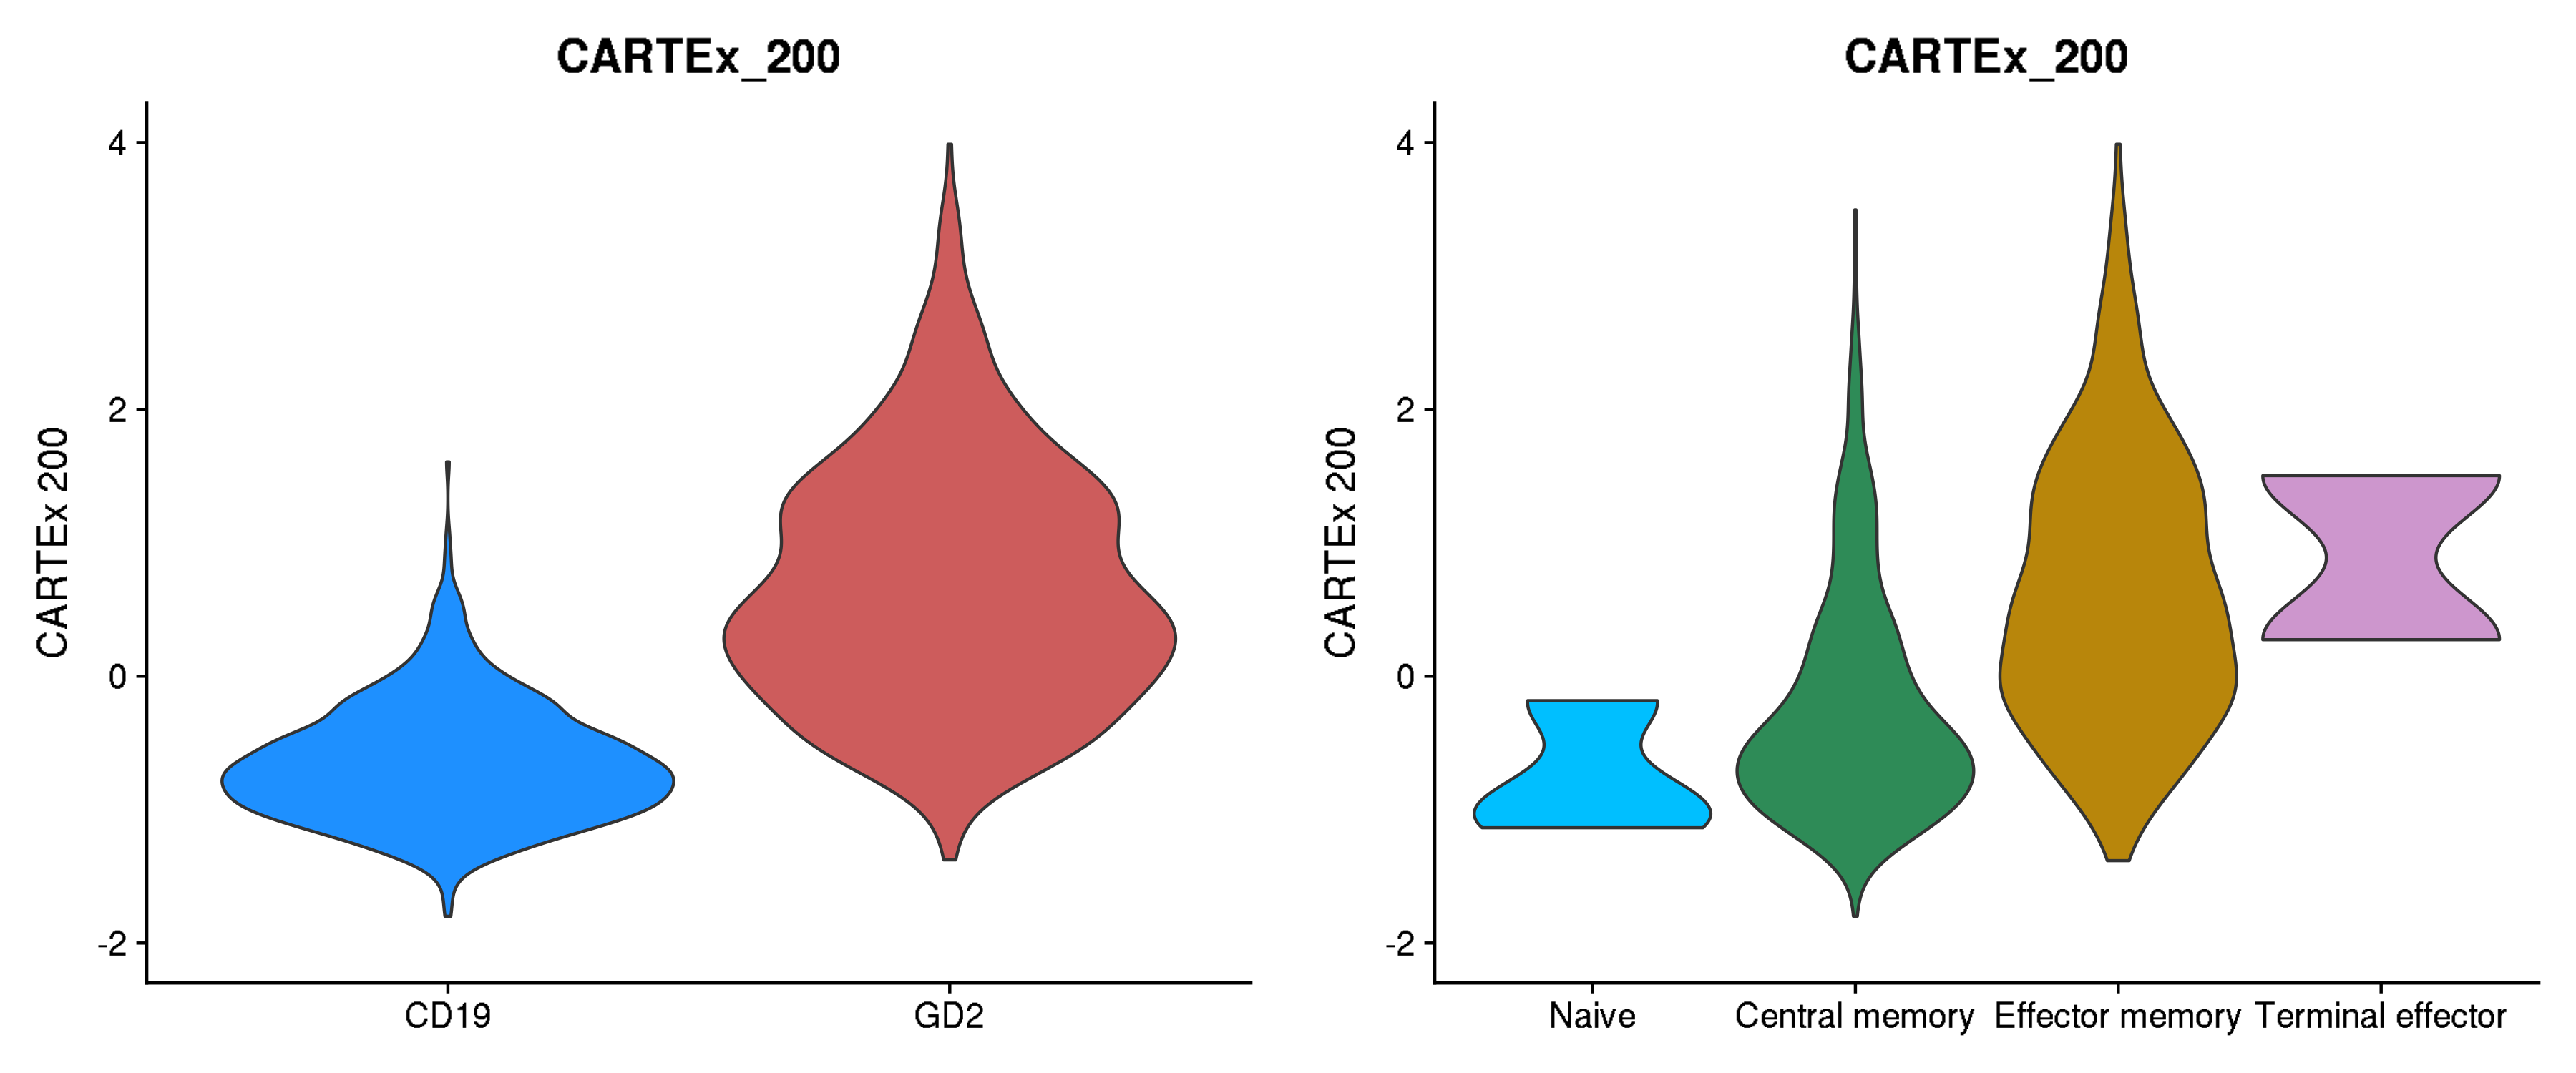 CARTEx_200
CARTEx 200
4
2
0
-2
CD19 GD2
CARTEx_200
CARTEx 200
4
2
0
-2
Naive Central memory Effector memory Terminal effector